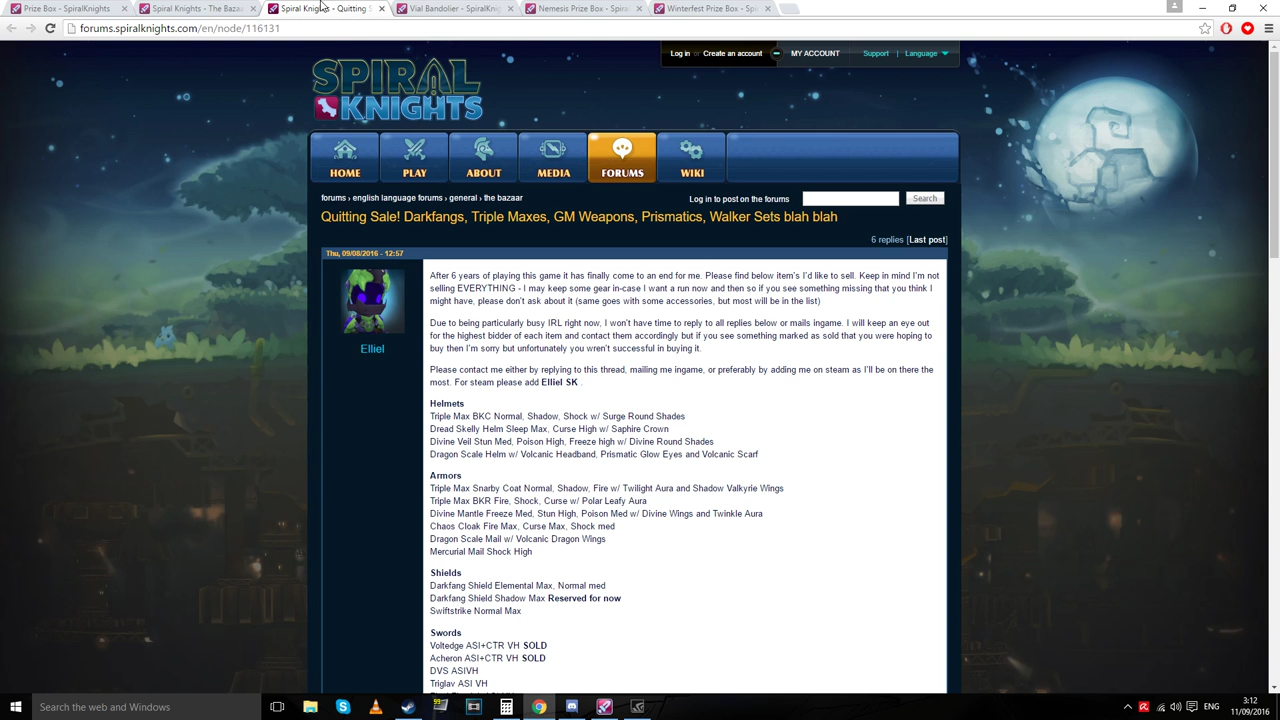 Prize Box - SpiralKnights
Spiral Knights - The Bazaa
Spiral Knights - Quitting S
Vial Bandolier - SpiralKnig
Nemesis Prize Box - Spira
Winterfest Prize Box - Sp
forums.spiralknights.com/en/node/116131
Log in or Create an account
MY ACCOUNT
Support | Language
SPIRAL
KNIGHTS
HOME
PLAY
ABOUT
MEDIA
FORUMS
WIKI
forums › english language forums › general › the bazaar
Log in to post on the forums
Search
Quitting Sale! Darkfangs, Triple Maxes, GM Weapons, Prismatics, Walker Sets blah blah
6 replies [Last post]
Thu, 09/08/2016 - 12:57
Elliel
After 6 years of playing this game it has finally come to an end for me. Please find below item's I'd like to sell. Keep in mind I'm not
selling EVERYTHING - I may keep some gear in-case I want a run now and then so if you see something missing that you think I
might have, please don't ask about it (same goes with some accessories, but most will be in the list)
Due to being particularly busy IRL right now, I won't have time to reply to all replies below or mails ingame. I will keep an eye out
for the highest bidder of each item and contact them accordingly but if you see something marked as sold that you were hoping to
buy then I'm sorry but unfortunately you wren't successful in buying it.
Please contact me either by replying to this thread, mailing me ingame, or preferably by adding me on steam as I'll be on there the
most. For steam please add Elliel SK .
Helmets
Triple Max BKC Normal, Shadow, Shock w/ Surge Round Shades
Dread Skelly Helm Sleep Max, Curse High w/ Saphire Crown
Divine Veil Stun Med, Poison High, Freeze high w/ Divine Round Shades
Dragon Scale Helm w/ Volcanic Headband, Prismatic Glow Eyes and Volcanic Scarf
Armors
Triple Max Snarby Coat Normal, Shadow, Fire w/ Twilight Aura and Shadow Valkyrie Wings
Triple Max BKR Fire, Shock, Curse w/ Polar Leafy Aura
Divine Mantle Freeze Med, Stun High, Poison Med w/ Divine Wings and Twinkle Aura
Chaos Cloak Fire Max, Curse Max, Shock med
Dragon Scale Mail w/ Volcanic Dragon Wings
Mercurial Mail Shock High
Shields
Darkfang Shield Elemental Max, Normal med
Darkfang Shield Shadow Max Reserved for now
Swiftstrike Normal Max
Swords
Voltedge ASI+CTR VH SOLD
Acheron ASI+CTR VH SOLD
DVS ASIVH
Triglav ASI VH
Search the web and Windows
ENG
3:12
11/09/2016